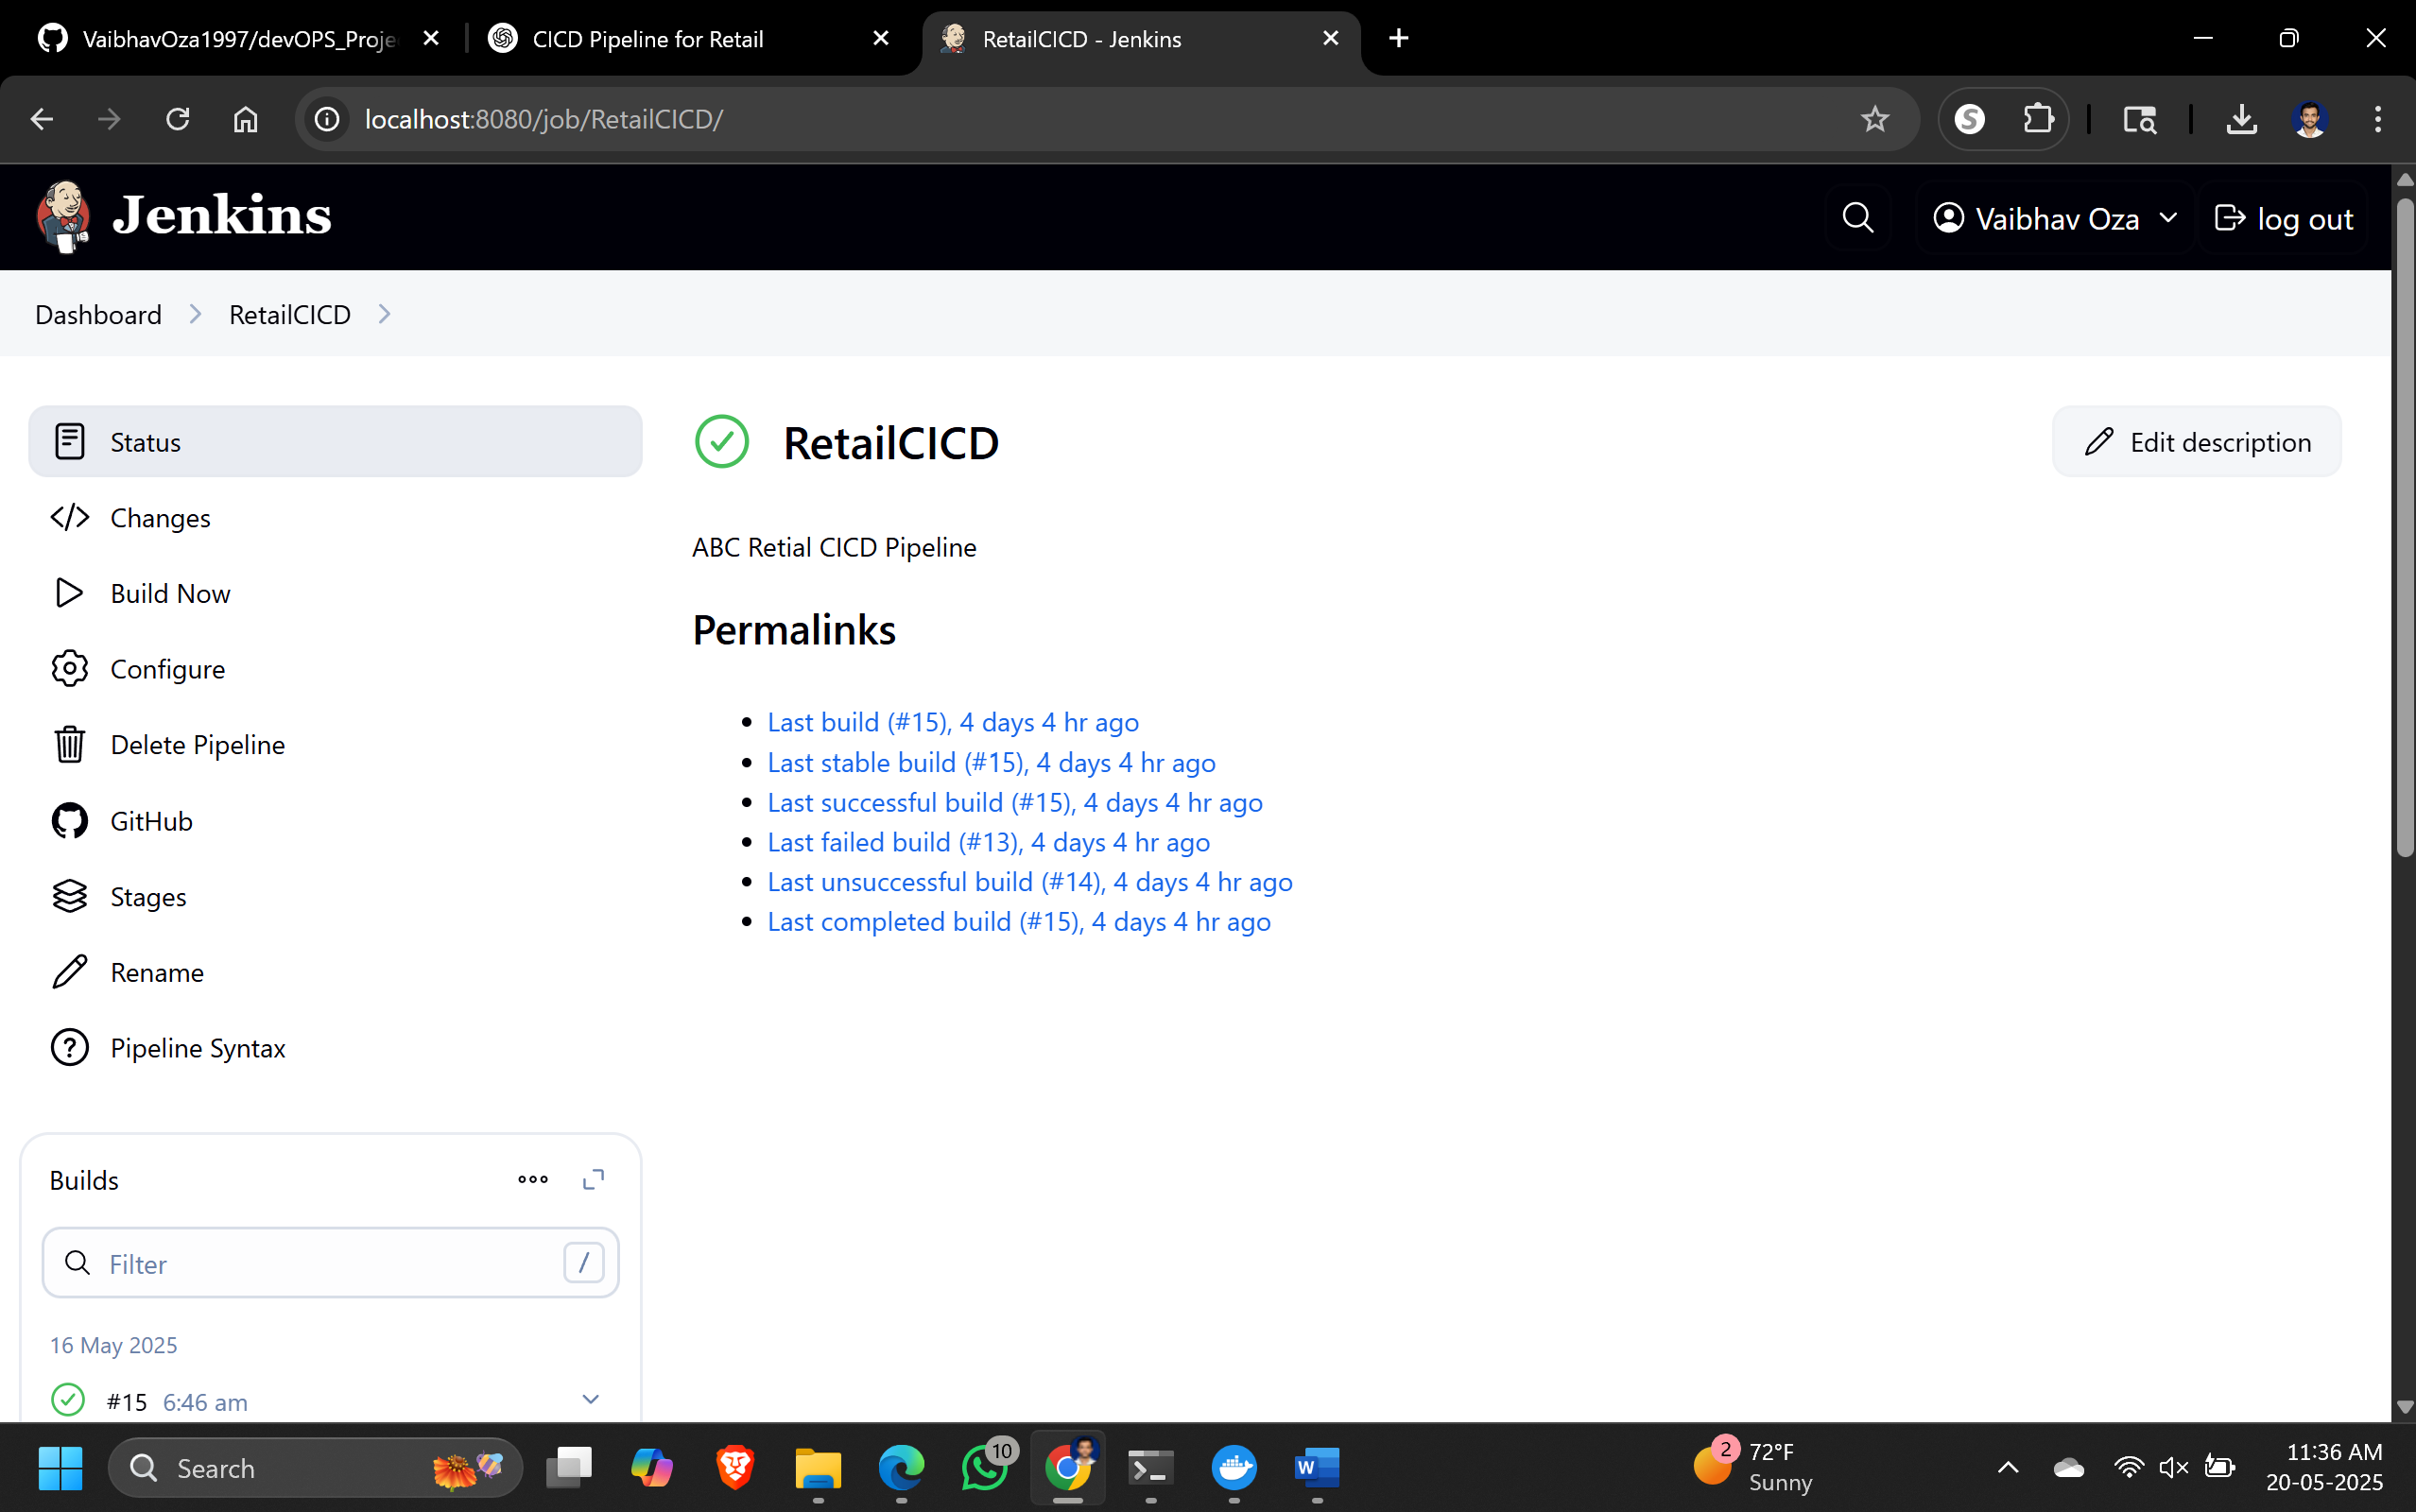 VaibhavOza1997/devOPS_Proje
CICD Pipeline for Retail
RetailCICD - Jenkins
localhost:8080/job/RetailCICD/
Jenkins
Vaibhav Oza
log out
Dashboard
RetailCICD
Status
Changes
Build Now
Configure
Delete Pipeline
GitHub
Stages
Rename
Pipeline Syntax
RetailCICD
Edit description
ABC Retial CICD Pipeline
Permalinks
Last build (#15), 4 days 4 hr ago
Last stable build (#15), 4 days 4 hr ago
Last successful build (#15), 4 days 4 hr ago
Last failed build (#13), 4 days 4 hr ago
Last unsuccessful build (#14), 4 days 4 hr ago
Last completed build (#15), 4 days 4 hr ago
Builds
Filter
/
16 May 2025
#15 6:46 am
Search
10
2
72°F
Sunny
11:36 AM
20-05-2025